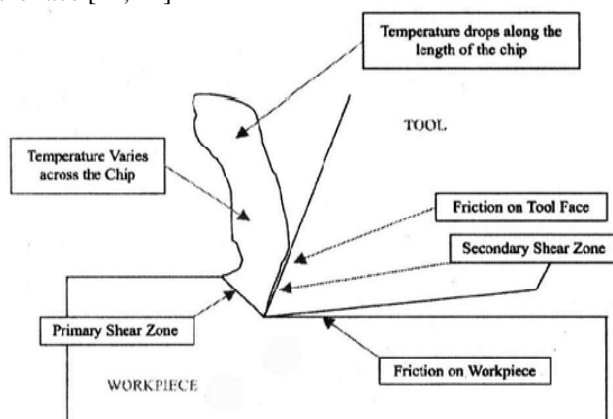 Temperature drops along the
length of the chip
TOOL
Temperature Varies
across the Chip
Friction on Tool Face
Secondary Shear Zone
Primary Shear Zone
Friction on Workpiece
WORKPIECE